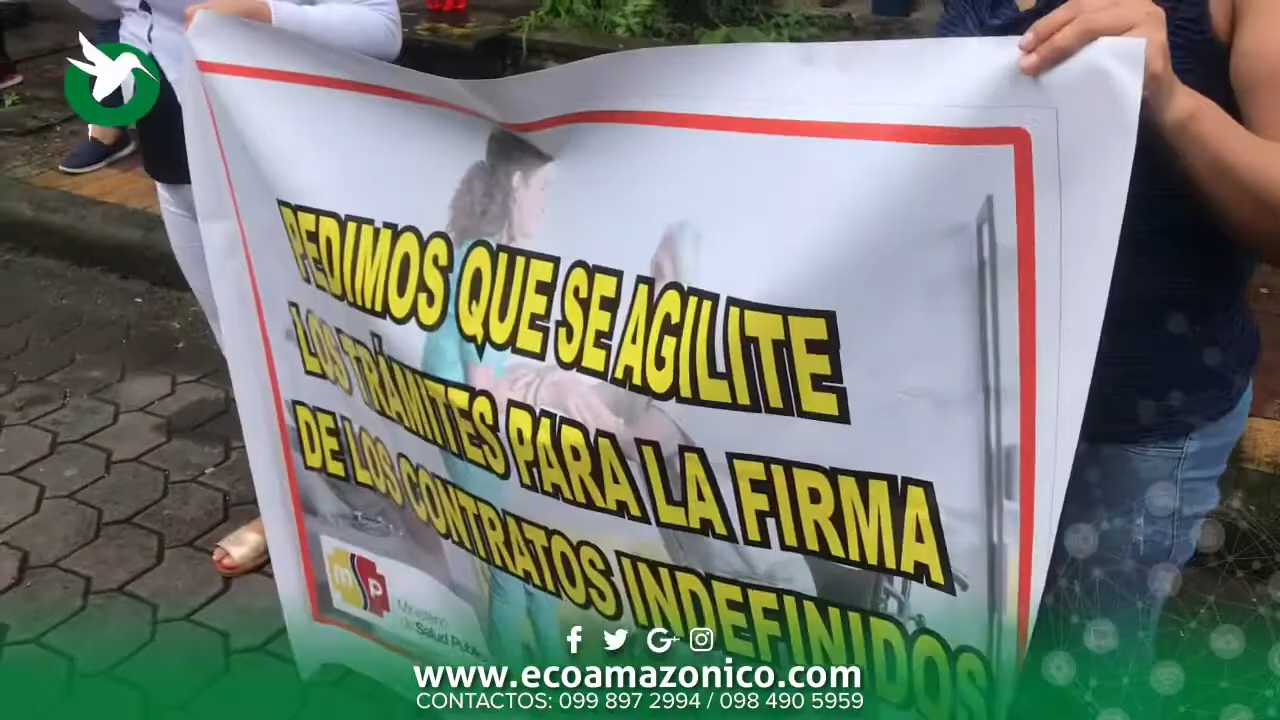 PEDIMOS QUE SE AGILITE
LOS TRÁMITES PARA LA FIRMA
DE LOS CONTRATOS INDEFINIDOS
msp
Ministerio
de Salud Pública
www.ecoamazonico.com
CONTACTOS: 099 897 2994 / 098 490 5959